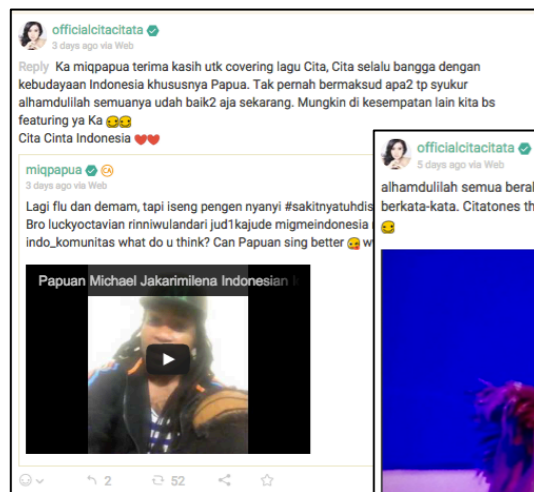 officialcitacitata
3 days ago via Web
Reply Ka miqpapua terima kasih utk covering lagu Cita, Cita selalu bangga dengan
kebudayaan Indonesia khususnya Papua. Tak pernah bermaksud apa2 tp syukur
alhamdulilah semuanya udah baik2 aja sekarang. Mungkin di kesempatan lain kita bs
featuring ya Ka
Cita Cinta Indonesia
miqpapua
3 days ago via Web
Lagi flu dan demam, tapi iseng pengen nyanyi #sakitnyatuhdis
Bro luckyoctavian rinniwulandari jud1kajude migmeindonesia
indo_komunitas what do u think? Can Papuan sing better
Papuan Michael Jakarimilena Indonesian
2
52
officialcitacitata
5 days ago via Web
alhamdulilah semua beral
berkata-kata. Citatones th